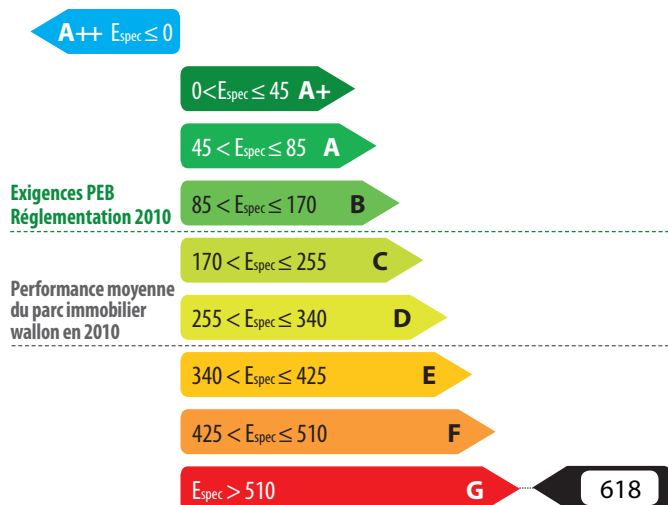 A++ Espec ≤ 0
0<Espec ≤ 45 A+
45 < Espec ≤ 85 A
Exigences PEB
Réglementation 2010
85 < Espec ≤ 170 B
170 < Espec ≤ 255 C
Performance moyenne
du parc immobilier
wallon en 2010
255 < Espec ≤ 340 D
340 < Espec ≤ 425 E
425 < Espec ≤ 510 F
Espec > 510 G 618